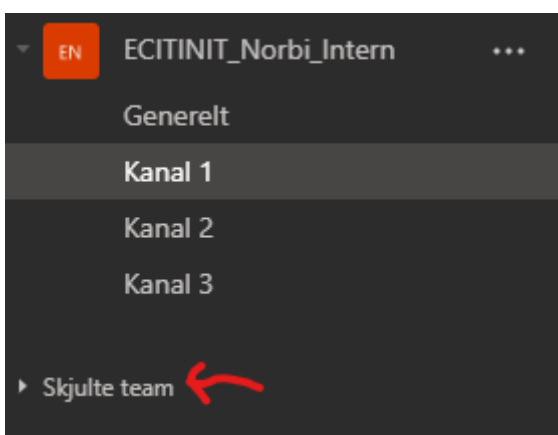 EN ECITINIT_Norbi_Intern ...
Generelt
Kanal 1
Kanal 2
Kanal 3
Skjulte team